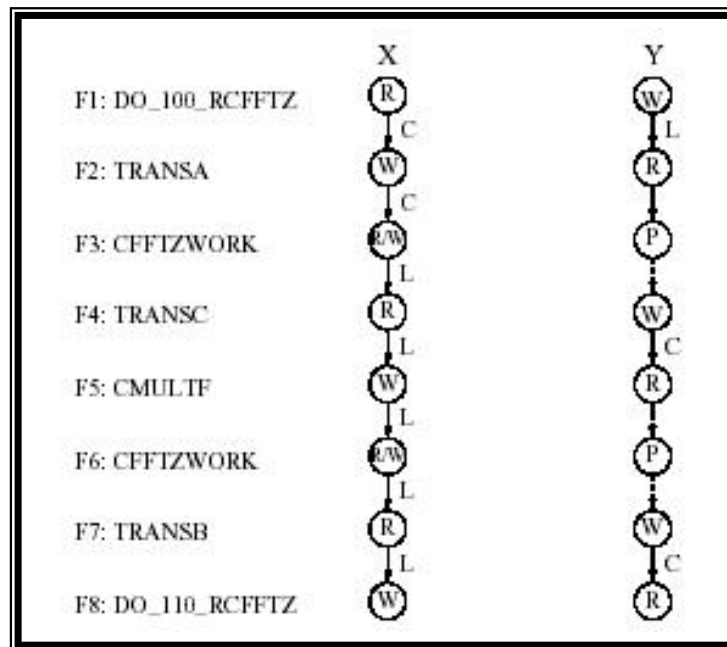 X Y
F1: DO_100_RCFFTZ R W
C L
F2: TRANSA W R
C
F3: CFFTZWORK R/W P
L
F4: TRANSC R W
L C
F5: CMULTF W R
L
F6: CFFTZWORK R/W P
L
F7: TRANSB R W
L C
F8: DO_110_RCFFTZ W R